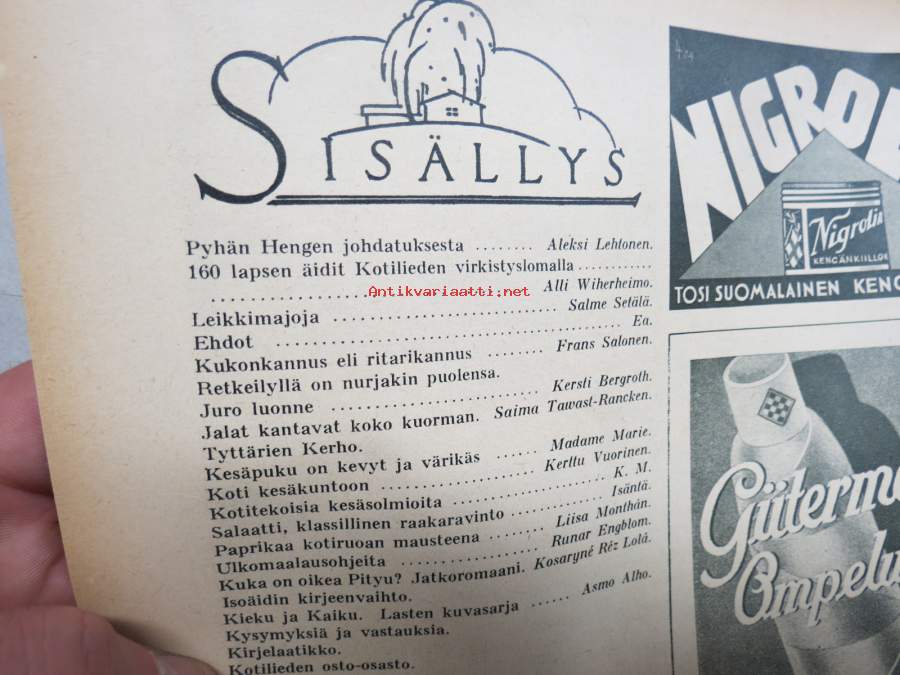 SISÄLLYS
Pyhän Hengen johdatuksesta ........ Aleksi Lehtonen.
160 lapsen äidit Kotilieden virkistyslomalla ............
.................... Alli Wiherheimo.
Antikvariaatti.net
Leikkimajoja ............................ Salme Setälä.
Ehdot ........................................ Ea.
Kukonkannus eli ritarikannus ........ Frans Salonen.
Retkeilyllä on nurjakin puolensa.
Juro luonne ........................ Kersti Bergroth.
Jalat kantavat koko kuorman. Saima Tawast-Rancken.
Tyttärien Kerho.
Kesäpuku on kevyt ja värikäs ...... Madame Marie.
Koti kesäkuntoon .................... Kerttu Vuorinen.
Kotitekoisia kesäsolmioita .................... K. M.
Salaatti, klassillinen raakaravinto ............ Isäntä.
Paprikaa kotiruoan mausteena ........ Liisa Monthán.
Ulkomaalausohjeita .................. Runar Engblom.
Kuka on oikea Pityu? Jatkoromaani. Kosaryné Réz Lola.
Isoäidin kirjeenvaihto.
Kieku ja Kaiku. Lasten kuvasarja ...... Asmo Alho.
Kysymyksiä ja vastauksia.
Kirjelaatikko.
Kotilieden osto-osasto.
NIGRO
Nigrolin
KENGÄNKIILLOK
TOSI SUOMALAINEN KENG
Güterma
Ompelu